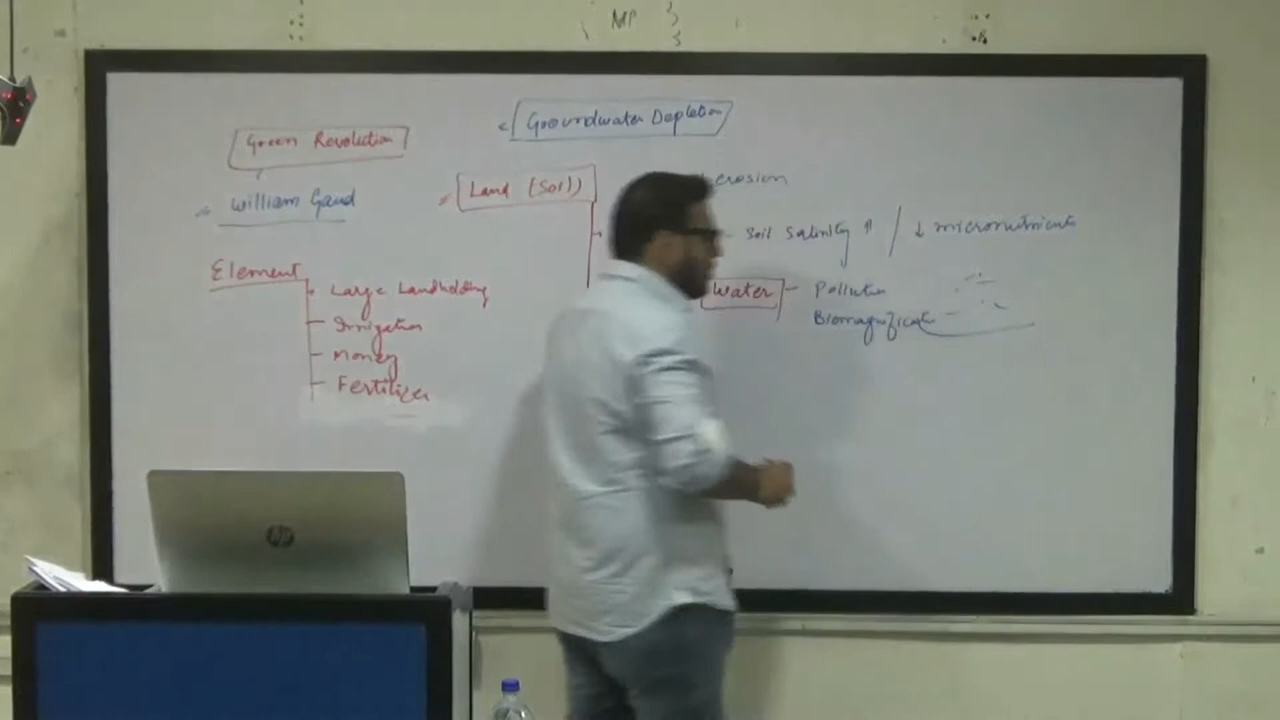 MP
Groundwater Depletion
Green Revolution
William Gaud
Land (Soil)
erosion
Soil Salinity ↑ / ↓ micronutrients
Element
Large Landholding
Irrigation
Money
Fertilizer
Water - Pollution
Biomagnificat
hp